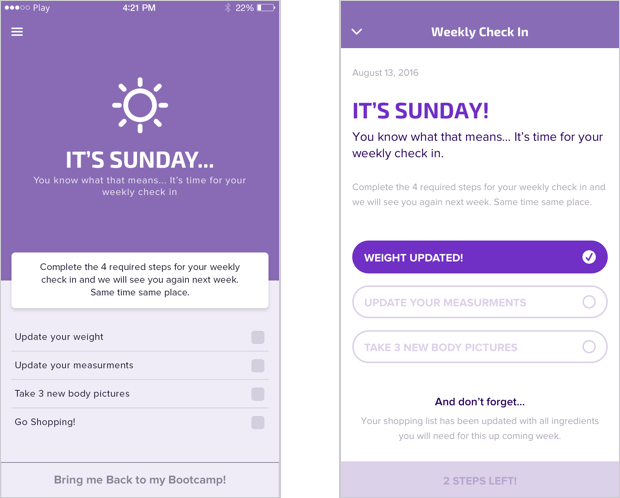 Play 4:21 PM 22%
IT'S SUNDAY...
You know what that means... It's time for your
weekly check in
Complete the 4 required steps for your weekly
check in and we will see you again next week.
Same time same place.
Update your weight
Update your measurments
Take 3 new body pictures
Go Shopping!
Bring me Back to my Bootcamp!
Weekly Check In
August 13, 2016
IT'S SUNDAY!
You know what that means... It's time for your
weekly check in.
Complete the 4 required steps for your weekly check in and
we will see you again next week. Same time same place.
WEIGHT UPDATED!
UPDATE YOUR MEASURMENTS
TAKE 3 NEW BODY PICTURES
And don't forget...
Your shopping list has been updated with all ingredients
you will need for this up coming week.
2 STEPS LEFT!